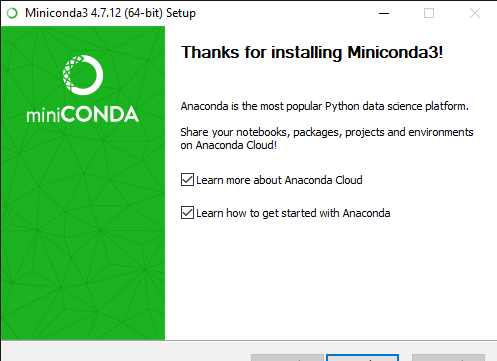 Miniconda3 4.7.12 (64-bit) Setup
miniCONDA
Thanks for installing Miniconda3!
Anaconda is the most popular Python data science platform.
Share your notebooks, packages, projects and environments
on Anaconda Cloud!
Learn more about Anaconda Cloud
Learn how to get started with Anaconda